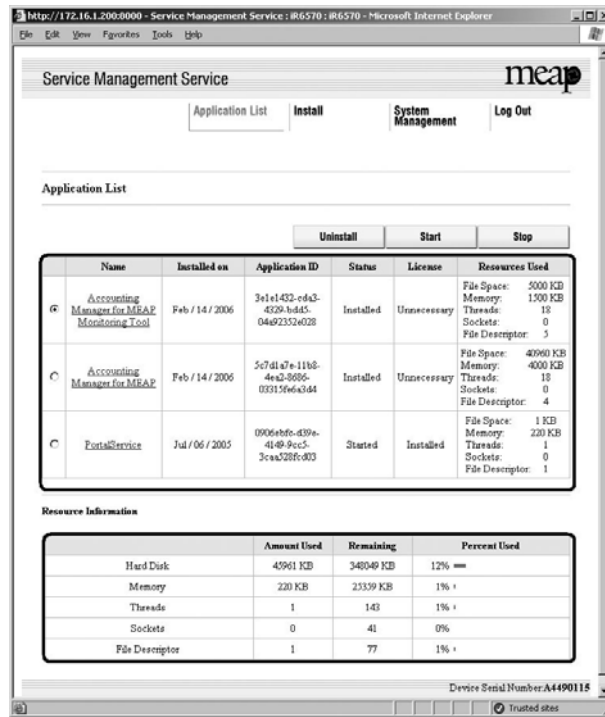 http://172.16.1.200:8000 - Service Management Service : iR6570 : iR6570 - Microsoft Internet Explorer
File Edit View Favorites Tools Help
Service Management Service meap
Application List Install System Management Log Out
Application List
Uninstall Start Stop
Name Installed on Application ID Status License Resources Used
Accounting Manager for MEAP Monitoring Tool Feb / 14 / 2006 3e1e1432-cda3-4329-bdd5-04a92352e028 Installed Unnecessary
File Space: 5000 KB
Memory: 1500 KB
Threads: 18
Sockets: 0
File Descriptor: 5
Accounting Manager for MEAP Feb / 14 / 2006 5c7d1a7e-11b8-4ea2-8686-03315fe6a3d4 Installed Unnecessary
File Space: 40960 KB
Memory: 4000 KB
Threads: 18
Sockets: 0
File Descriptor: 4
PortalService Jul / 06 / 2005 0906ebfe-d39e-4149-9cc5-3caa528fcd03 Started Installed
File Space: 1 KB
Memory: 220 KB
Threads: 1
Sockets: 0
File Descriptor: 1
Resource Information
Amount Used Remaining Percent Used
Hard Disk 45961 KB 348049 KB 12%
Memory 220 KB 25359 KB 1%
Threads 1 143 1%
Sockets 0 41 0%
File Descriptor 1 77 1%
Device Serial Number:A4490115
Trusted sites